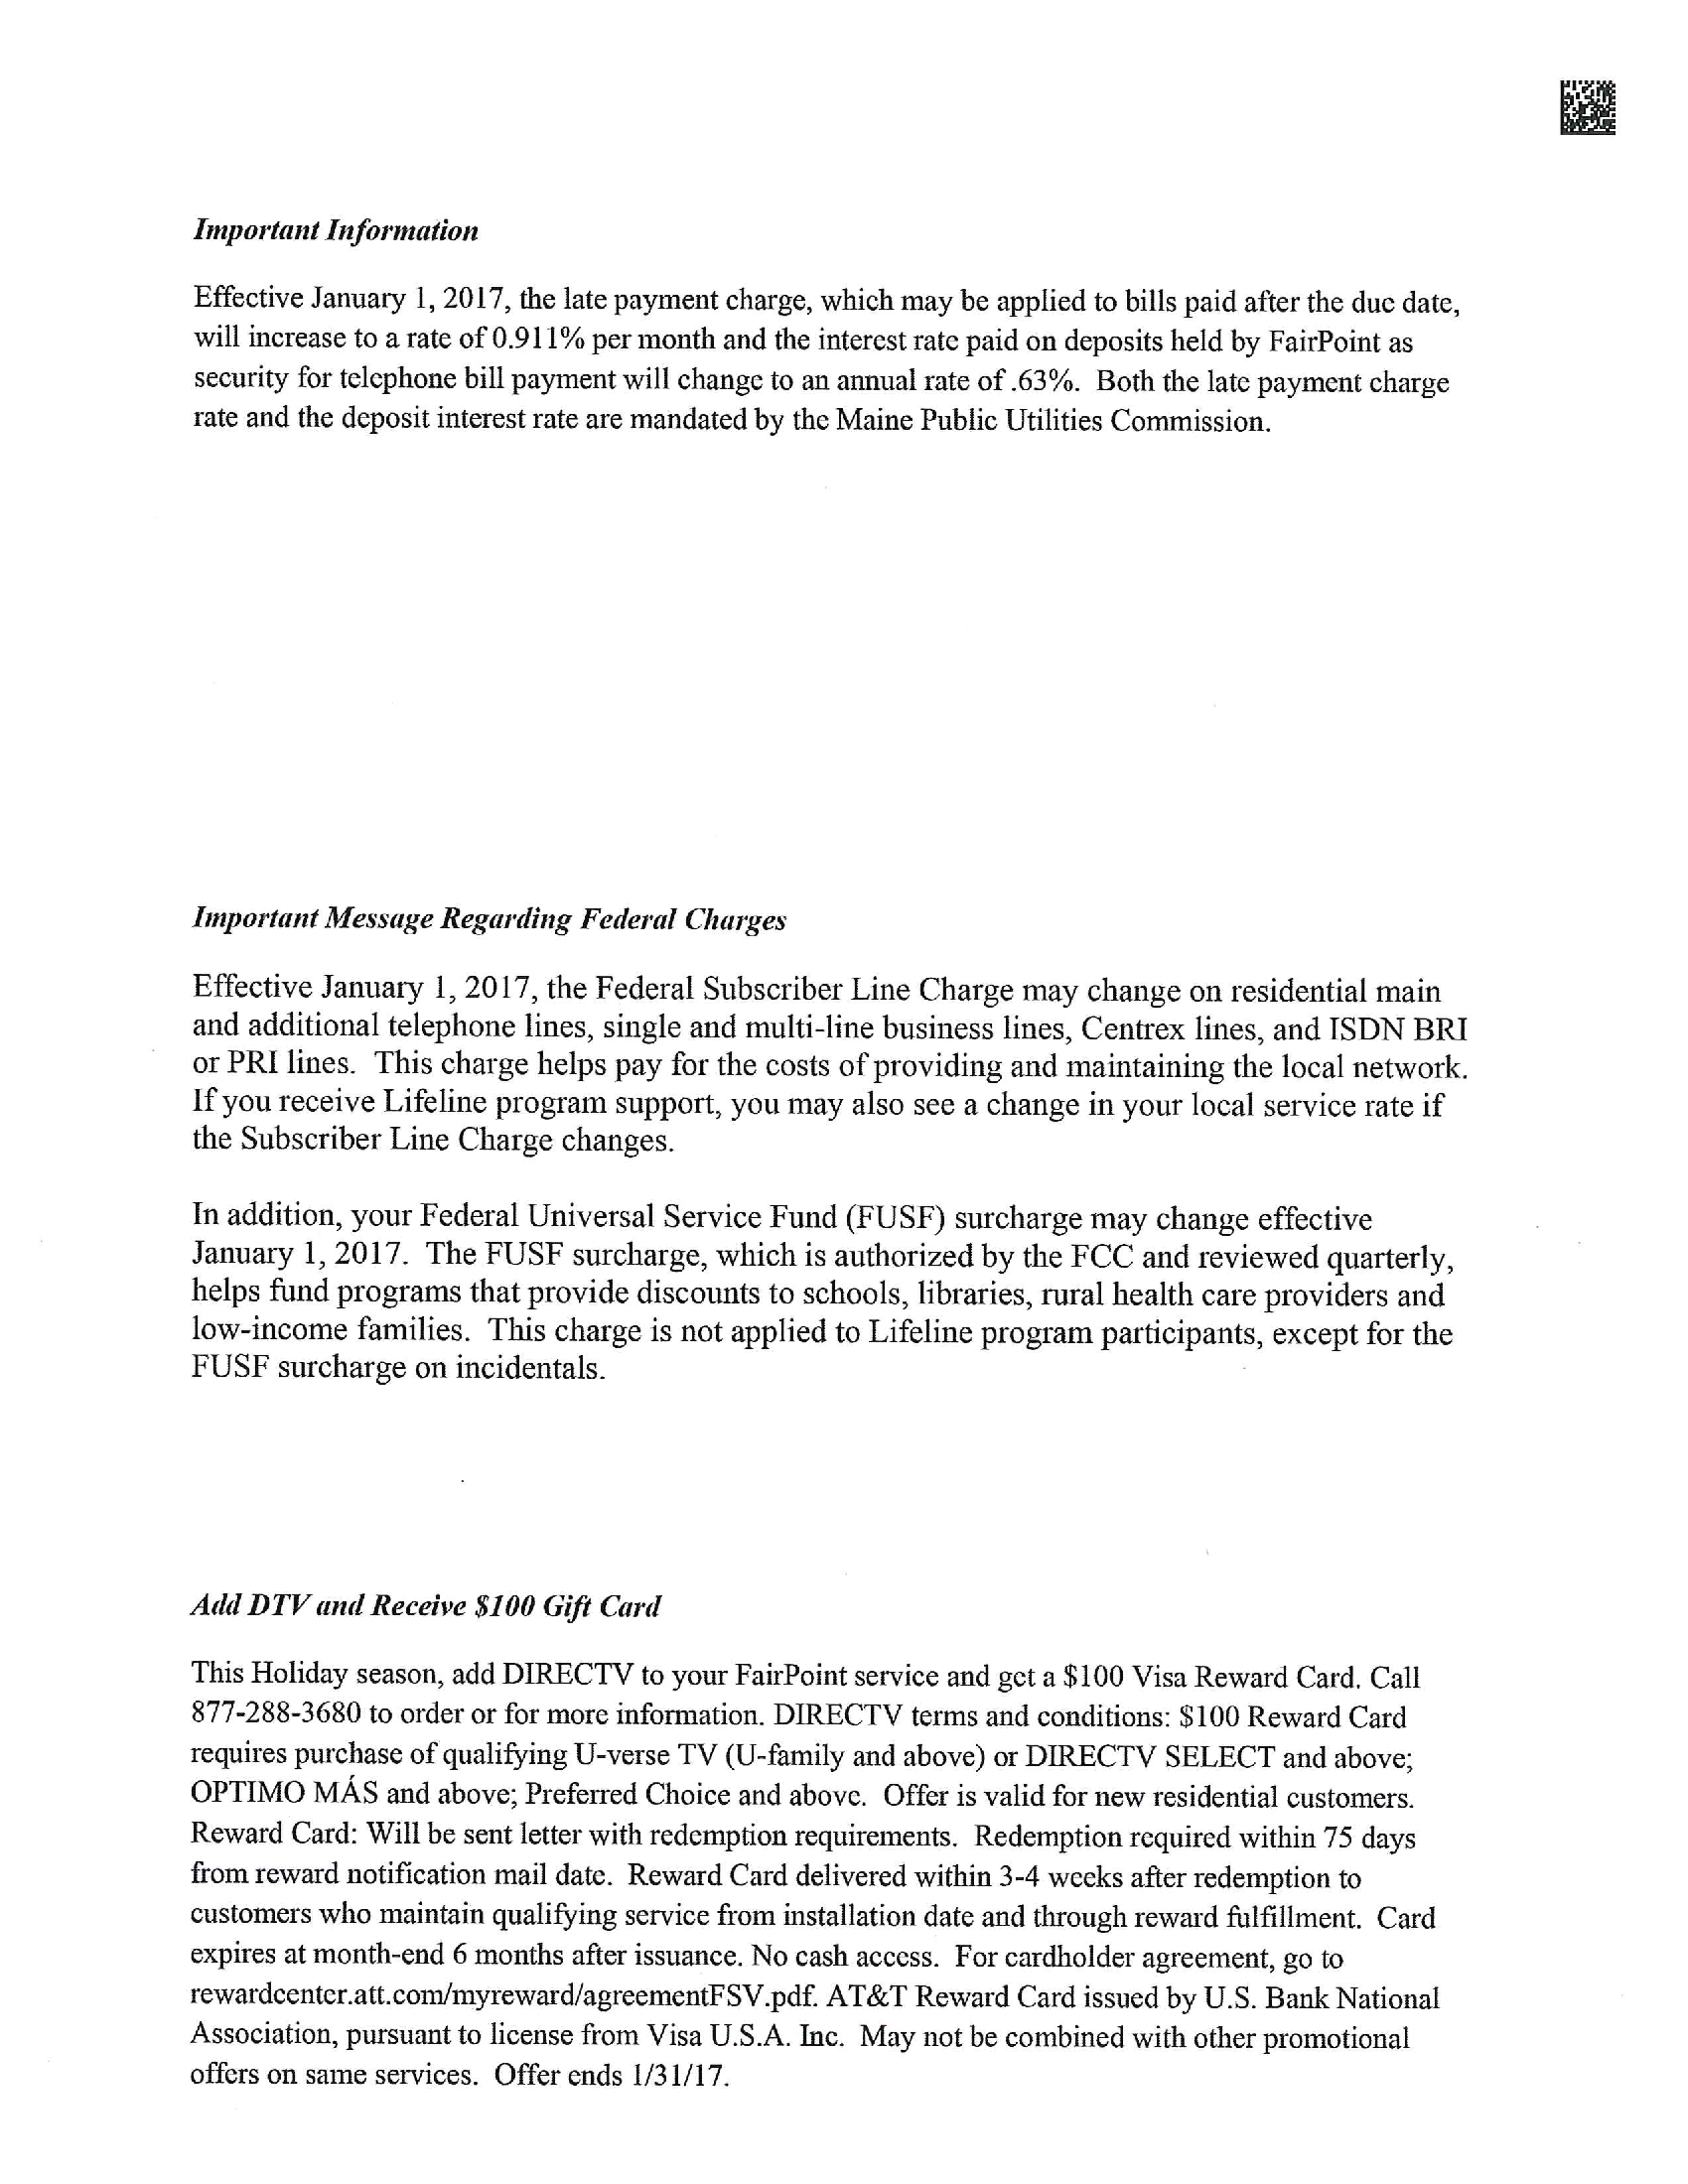 Important Information
Effective January 1, 2017, the late payment charge, which may be applied to bills paid after the due date,
will increase to a rate of 0.911% per month and the interest rate paid on deposits held by FairPoint as
security for telephone bill payment will change to an annual rate of .63%.  Both the late payment charge
rate and the deposit interest rate are mandated by the Maine Public Utilities Commission.
Important Message Regarding Federal Charges
Effective January 1, 2017, the Federal Subscriber Line Charge may change on residential main
and additional telephone lines, single and multi-line business lines, Centrex lines, and ISDN BRI
or PRI lines.  This charge helps pay for the costs of providing and maintaining the local network.
If you receive Lifeline program support, you may also see a change in your local service rate if
the Subscriber Line Charge changes.
In addition, your Federal Universal Service Fund (FUSF) surcharge may change effective
January 1, 2017.  The FUSF surcharge, which is authorized by the FCC and reviewed quarterly,
helps fund programs that provide discounts to schools, libraries, rural health care providers and
low-income families.  This charge is not applied to Lifeline program participants, except for the
FUSF surcharge on incidentals.
Add DTV and Receive $100 Gift Card
This Holiday season, add DIRECTV to your FairPoint service and get a $100 Visa Reward Card. Call
877-288-3680 to order or for more information. DIRECTV terms and conditions: $100 Reward Card
requires purchase of qualifying U-verse TV (U-family and above) or DIRECTV SELECT and above;
OPTIMO MÁS and above; Preferred Choice and above.  Offer is valid for new residential customers.
Reward Card: Will be sent letter with redemption requirements.  Redemption required within 75 days
from reward notification mail date.  Reward Card delivered within 3-4 weeks after redemption to
customers who maintain qualifying service from installation date and through reward fulfillment.  Card
expires at month-end 6 months after issuance. No cash access.  For cardholder agreement, go to
rewardcenter.att.com/myreward/agreementFSV.pdf. AT&T Reward Card issued by U.S. Bank National
Association, pursuant to license from Visa U.S.A. Inc.  May not be combined with other promotional
offers on same services.  Offer ends 1/31/17.